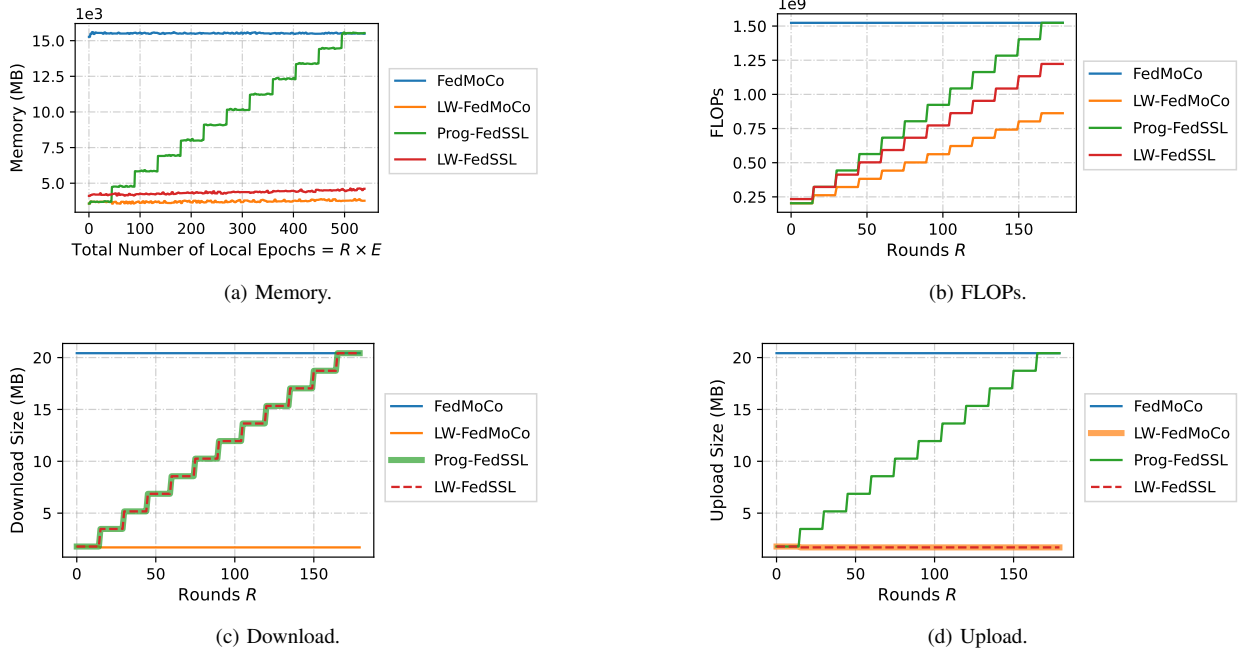 1e3
15.0
12.5
10.0
7.5
5.0
Memory (MB)
0 100 200 300 400 500
Total Number of Local Epochs = R × E
FedMoCo
LW-FedMoCo
Prog-FedSSL
LW-FedSSL
(a) Memory.
1e9
1.50
1.25
1.00
0.75
0.50
0.25
FLOPs
0 50 100 150
Rounds R
FedMoCo
LW-FedMoCo
Prog-FedSSL
LW-FedSSL
(b) FLOPs.
20
15
10
5
Download Size (MB)
0 50 100 150
Rounds R
FedMoCo
LW-FedMoCo
Prog-FedSSL
LW-FedSSL
(c) Download.
20
15
10
5
Upload Size (MB)
0 50 100 150
Rounds R
FedMoCo
LW-FedMoCo
Prog-FedSSL
LW-FedSSL
(d) Upload.